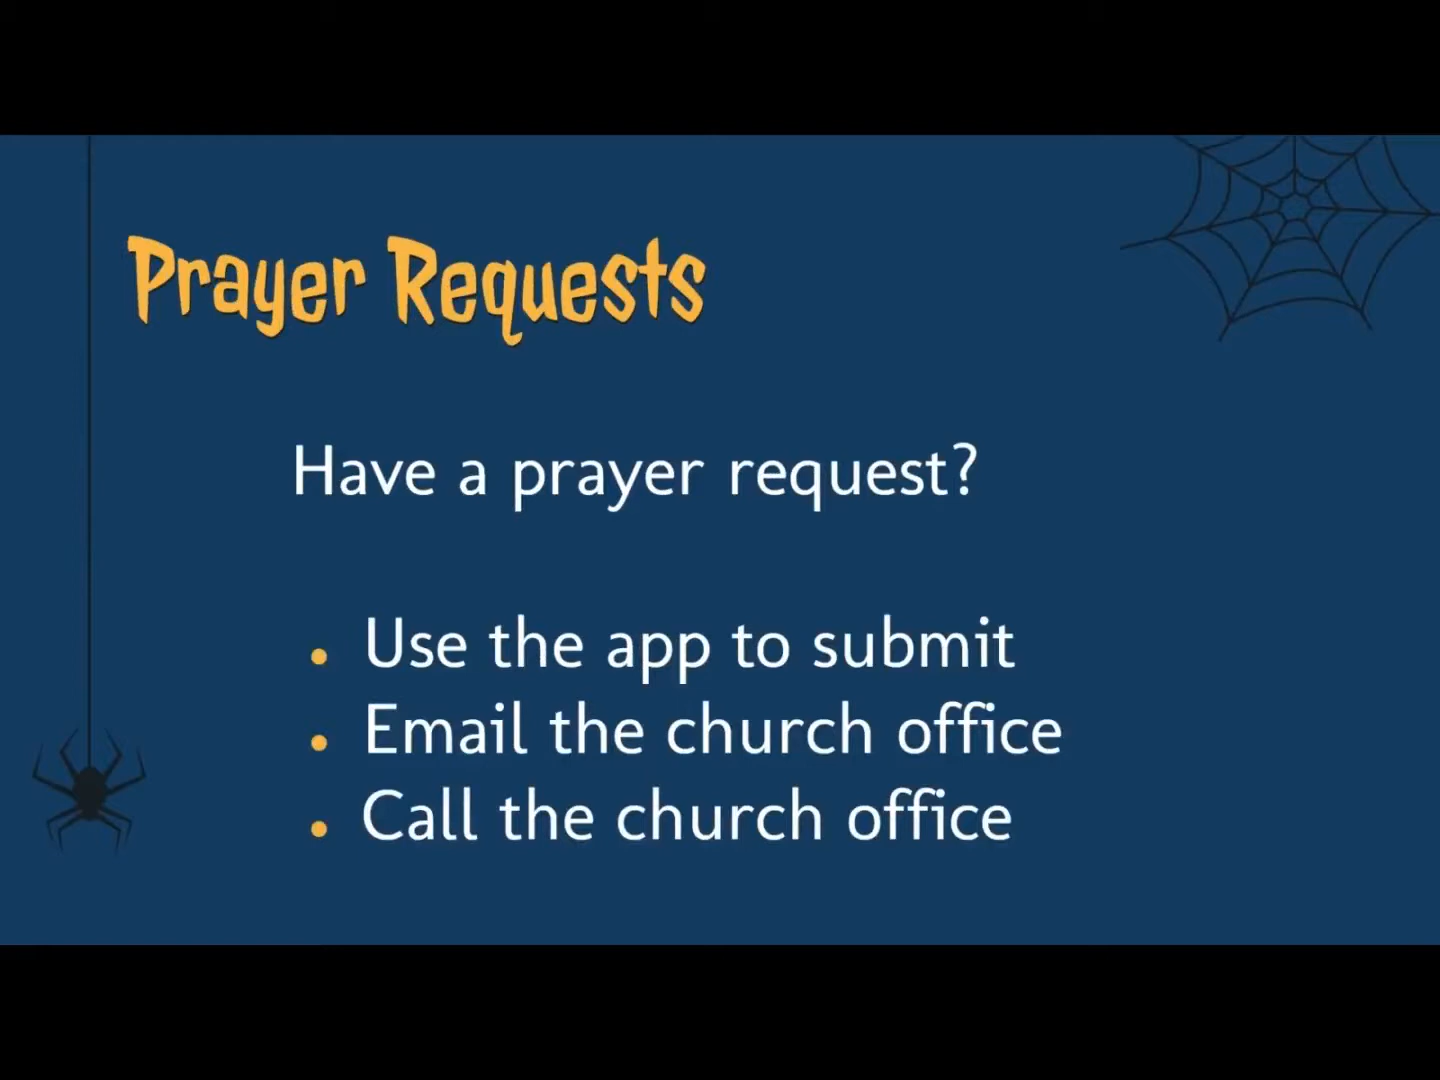 Prayer Requests
Have a prayer request?
Use the app to submit
Email the church office
Call the church office